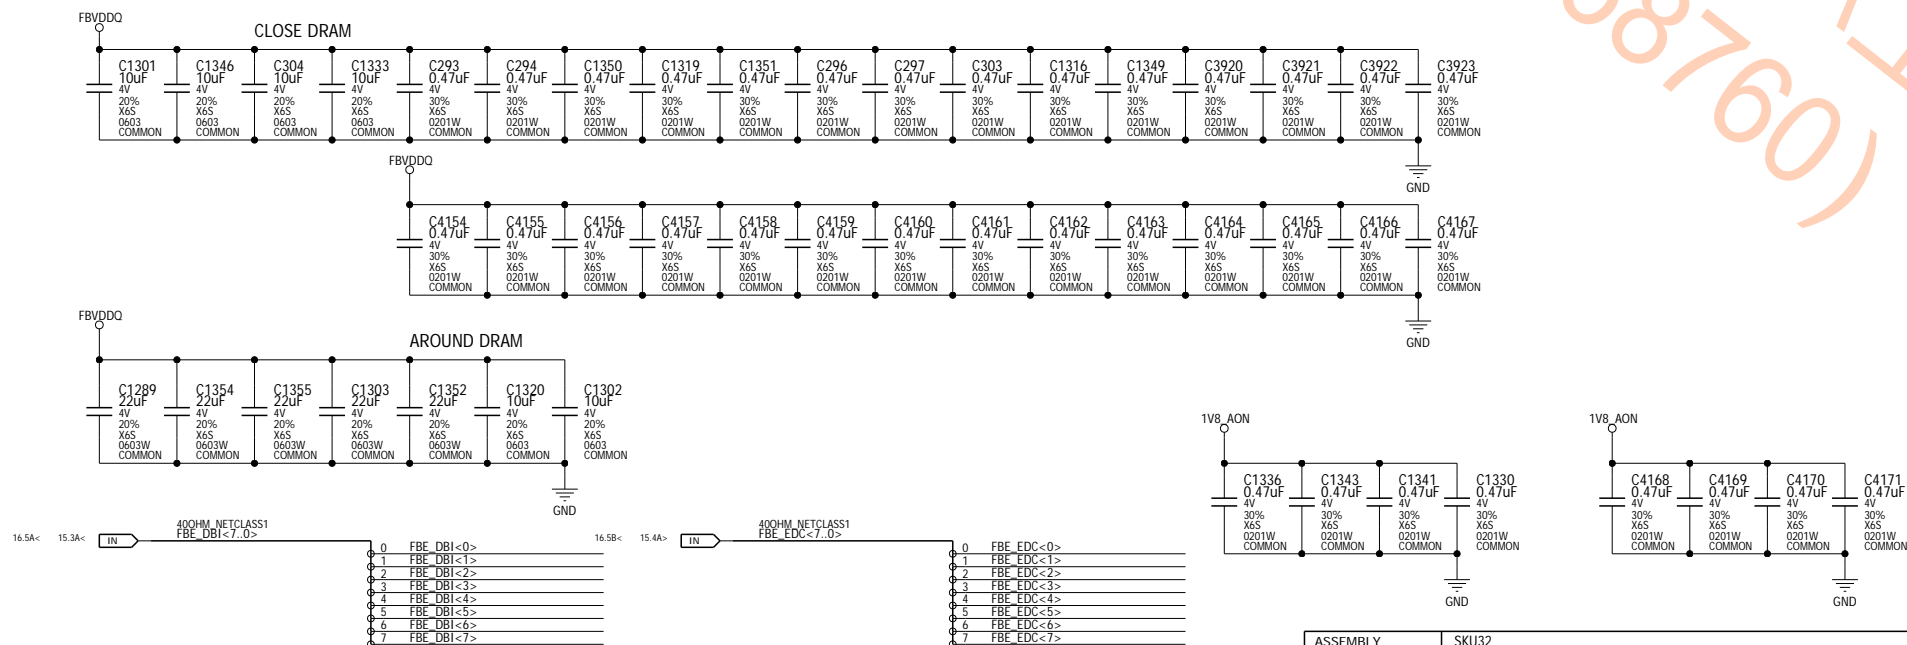 FBVDDQ
CLOSE DRAM
C1301 C1346 C304 C1333 C293 C294 C1350 C1319 C1351 C296 C297 C303 C1316 C1349 C3920 C3921 C3922 C3923
10uF 10uF 10uF 10uF 0.47uF 0.47uF 0.47uF 0.47uF 0.47uF 0.47uF 0.47uF 0.47uF 0.47uF 0.47uF 0.47uF 0.47uF 0.47uF 0.47uF
4V 4V 4V 4V 4V 4V 4V 4V 4V 4V 4V 4V 4V 4V 4V 4V 4V 4V
20% 20% 20% 20% 30% 30% 30% 30% 30% 30% 30% 30% 30% 30% 30% 30% 30% 30%
X6S X6S X6S X6S X6S X6S X6S X6S X6S X6S X6S X6S X6S X6S X6S X6S X6S X6S
0603 0603 0603 0603 0201W 0201W 0201W 0201W 0201W 0201W 0201W 0201W 0201W 0201W 0201W 0201W 0201W 0201W
COMMON COMMON COMMON COMMON COMMON COMMON COMMON COMMON COMMON COMMON COMMON COMMON COMMON COMMON COMMON COMMON COMMON COMMON
GND
FBVDDQ
C4154 C4155 C4156 C4157 C4158 C4159 C4160 C4161 C4162 C4163 C4164 C4165 C4166 C4167
0.47uF 0.47uF 0.47uF 0.47uF 0.47uF 0.47uF 0.47uF 0.47uF 0.47uF 0.47uF 0.47uF 0.47uF 0.47uF 0.47uF
4V 4V 4V 4V 4V 4V 4V 4V 4V 4V 4V 4V 4V 4V
30% 30% 30% 30% 30% 30% 30% 30% 30% 30% 30% 30% 30% 30%
X6S X6S X6S X6S X6S X6S X6S X6S X6S X6S X6S X6S X6S X6S
0201W 0201W 0201W 0201W 0201W 0201W 0201W 0201W 0201W 0201W 0201W 0201W 0201W 0201W
COMMON COMMON COMMON COMMON COMMON COMMON COMMON COMMON COMMON COMMON COMMON COMMON COMMON COMMON
GND
FBVDDQ
AROUND DRAM
C1289 C1354 C1355 C1303 C1352 C1320 C1302
22uF 22uF 22uF 22uF 22uF 10uF 10uF
4V 4V 4V 4V 4V 4V 4V
20% 20% 20% 20% 20% 20% 20%
X6S X6S X6S X6S X6S X6S X6S
0603W 0603W 0603W 0603W 0603W 0603 0603
COMMON COMMON COMMON COMMON COMMON COMMON COMMON
GND
1V8_AON
C1336 C1343 C1341 C1330
0.47uF 0.47uF 0.47uF 0.47uF
4V 4V 4V 4V
30% 30% 30% 30%
X6S X6S X6S X6S
0201W 0201W 0201W 0201W
COMMON COMMON COMMON COMMON
GND
1V8_AON
C4168 C4169 C4170 C4171
0.47uF 0.47uF 0.47uF 0.47uF
4V 4V 4V 4V
30% 30% 30% 30%
X6S X6S X6S X6S
0201W 0201W 0201W 0201W
COMMON COMMON COMMON COMMON
GND
16.5A< 15.3A< IN
40OHM_NETCLASS1
FBE_DBI<7..0>
0 FBE_DBI<0>
1 FBE_DBI<1>
2 FBE_DBI<2>
3 FBE_DBI<3>
4 FBE_DBI<4>
5 FBE_DBI<5>
6 FBE_DBI<6>
7 FBE_DBI<7>
16.5B< 15.4A> IN
40OHM_NETCLASS1
FBE_EDC<7..0>
0 FBE_EDC<0>
1 FBE_EDC<1>
2 FBE_EDC<2>
3 FBE_EDC<3>
4 FBE_EDC<4>
5 FBE_EDC<5>
6 FBE_EDC<6>
7 FBE_EDC<7>
ASSEMBLY SKU32
8760)